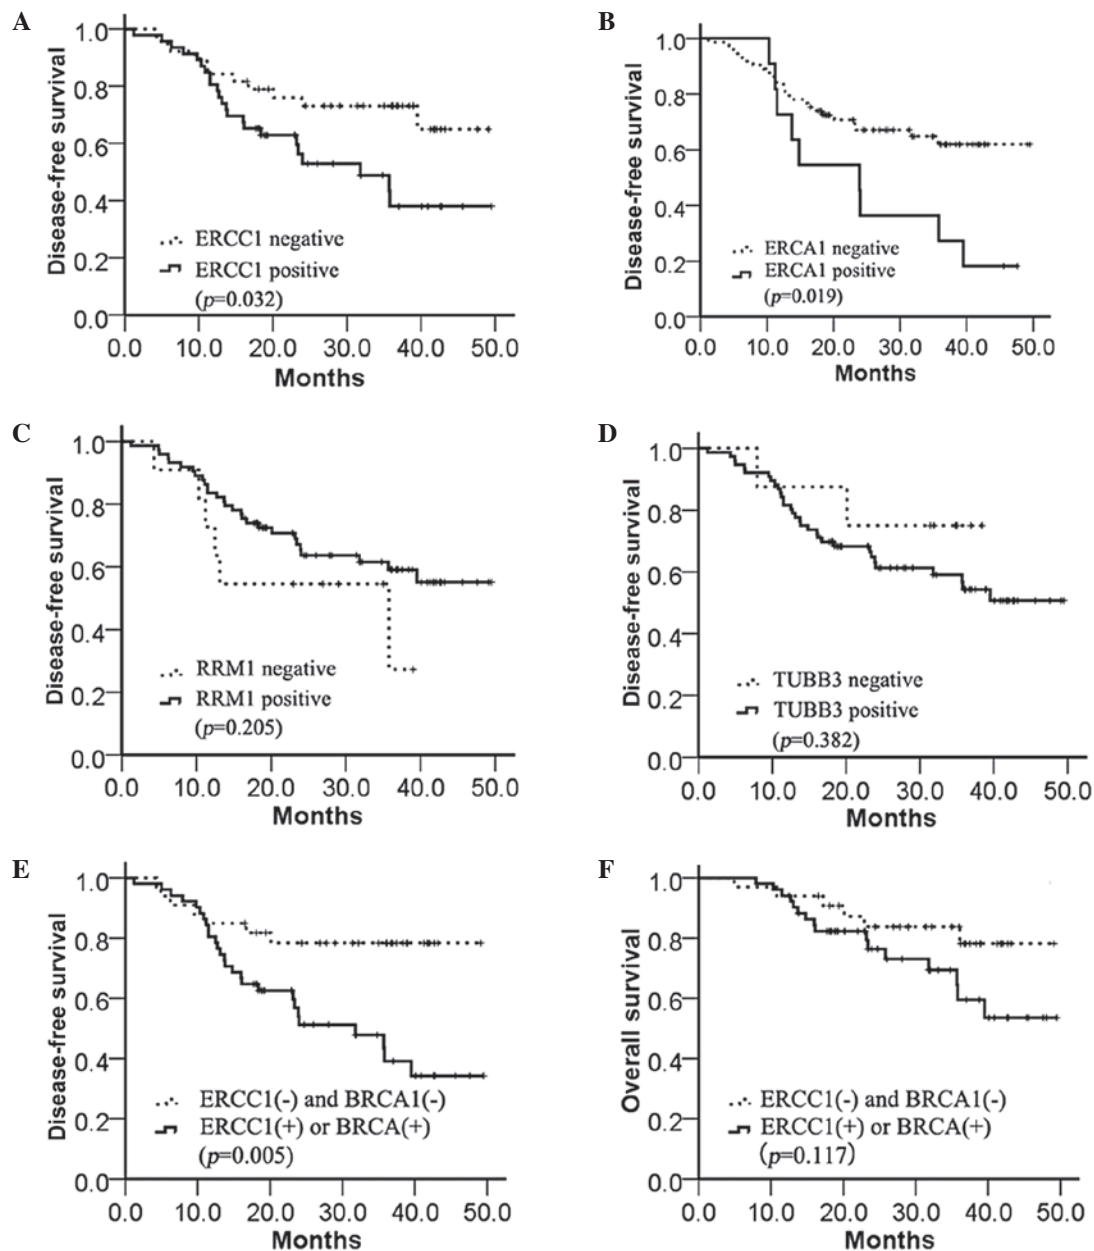 A
Disease-free survival
1.0
0.8
0.6
0.4
0.2
0.0
ERCC1 negative
ERCC1 positive
(p=0.032)
0.0 10.0 20.0 30.0 40.0 50.0
Months
B
Disease-free survival
1.0
0.8
0.6
0.4
0.2
0.0
ERCA1 negative
ERCA1 positive
(p=0.019)
0.0 10.0 20.0 30.0 40.0 50.0
Months
C
Disease-free survival
1.0
0.8
0.6
0.4
0.2
0.0
RRM1 negative
RRM1 positive
(p=0.205)
0.0 10.0 20.0 30.0 40.0 50.0
Months
D
Disease-free survival
1.0
0.8
0.6
0.4
0.2
0.0
TUBB3 negative
TUBB3 positive
(p=0.382)
0.0 10.0 20.0 30.0 40.0 50.0
Months
E
Disease-free survival
1.0
0.8
0.6
0.4
0.2
0.0
ERCC1(-) and BRCA1(-)
ERCC1(+) or BRCA(+)
(p=0.005)
0.0 10.0 20.0 30.0 40.0 50.0
Months
F
Overall survival
1.0
0.8
0.6
0.4
0.2
0.0
ERCC1(-) and BRCA1(-)
ERCC1(+) or BRCA(+)
(p=0.117)
0.0 10.0 20.0 30.0 40.0 50.0
Months